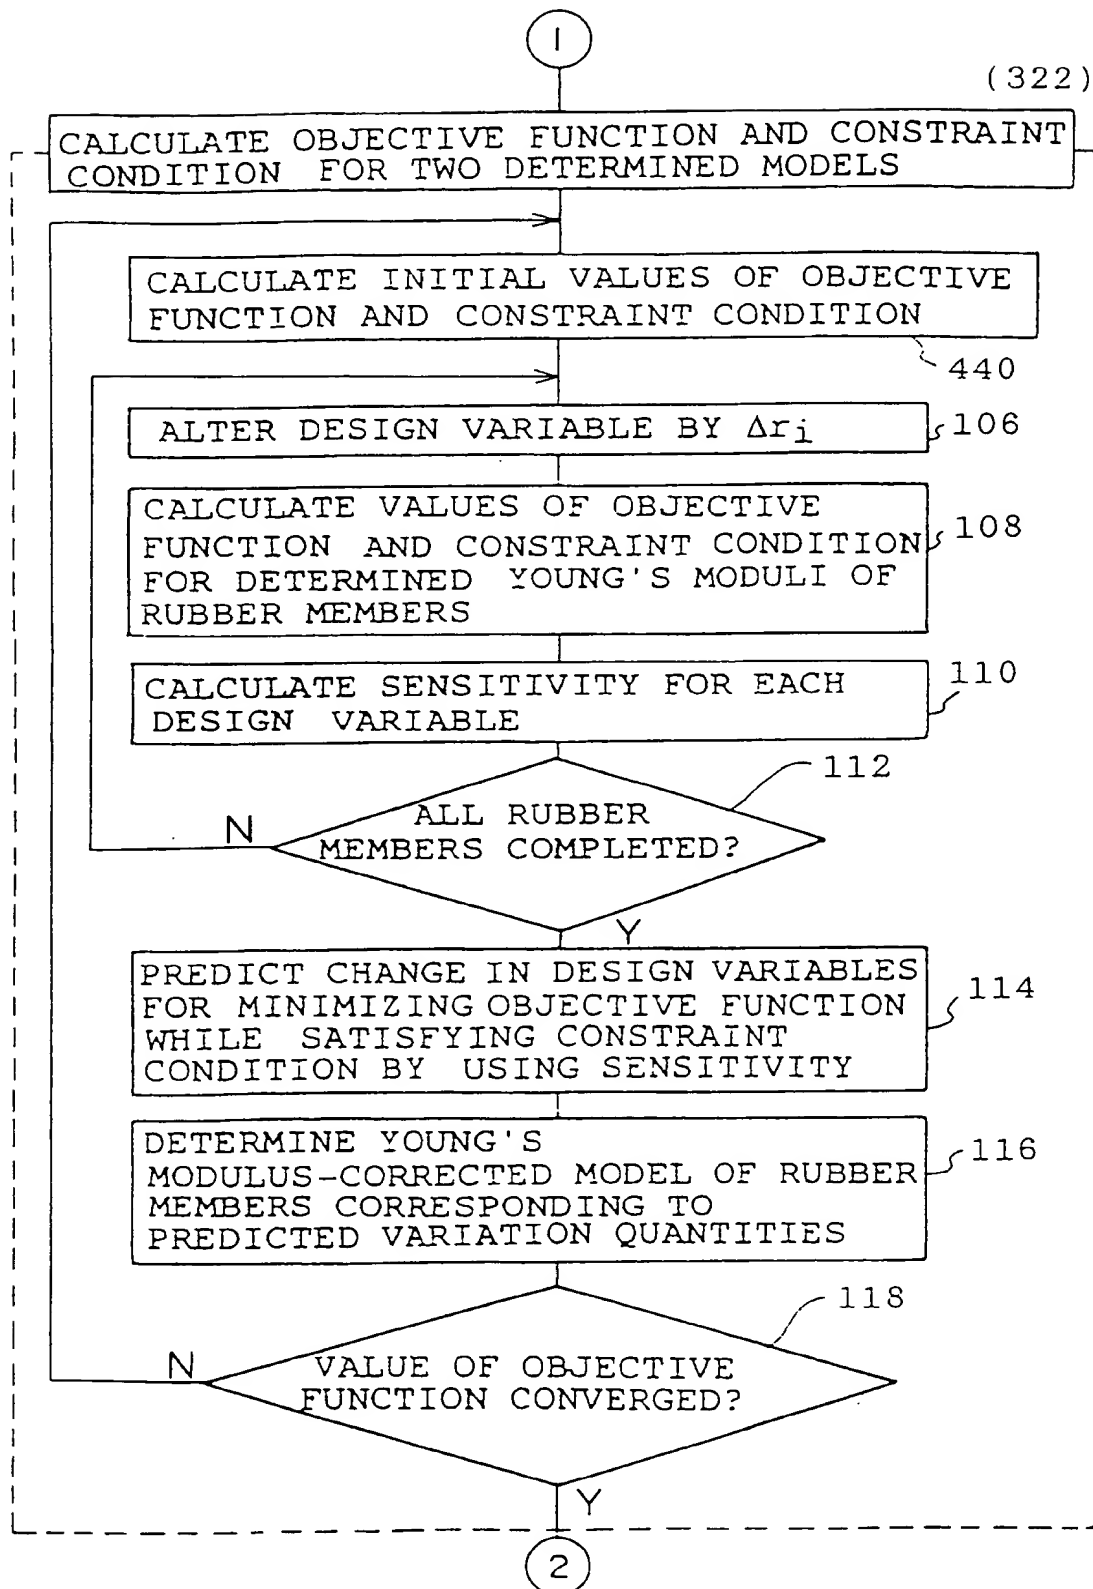 1
(322)
CALCULATE OBJECTIVE FUNCTION AND CONSTRAINT
CONDITION FOR TWO DETERMINED MODELS
CALCULATE INITIAL VALUES OF OBJECTIVE
FUNCTION AND CONSTRAINT CONDITION
440
ALTER DESIGN VARIABLE BY Δri
106
CALCULATE VALUES OF OBJECTIVE
FUNCTION AND CONSTRAINT CONDITION
FOR DETERMINED YOUNG'S MODULI OF
RUBBER MEMBERS
108
CALCULATE SENSITIVITY FOR EACH
DESIGN VARIABLE
110
112
ALL RUBBER
MEMBERS COMPLETED?
N
Y
PREDICT CHANGE IN DESIGN VARIABLES
FOR MINIMIZING OBJECTIVE FUNCTION
WHILE SATISFYING CONSTRAINT
CONDITION BY USING SENSITIVITY
114
DETERMINE YOUNG'S
MODULUS-CORRECTED MODEL OF RUBBER
MEMBERS CORRESPONDING TO
PREDICTED VARIATION QUANTITIES
116
118
VALUE OF OBJECTIVE
FUNCTION CONVERGED?
N
Y
2